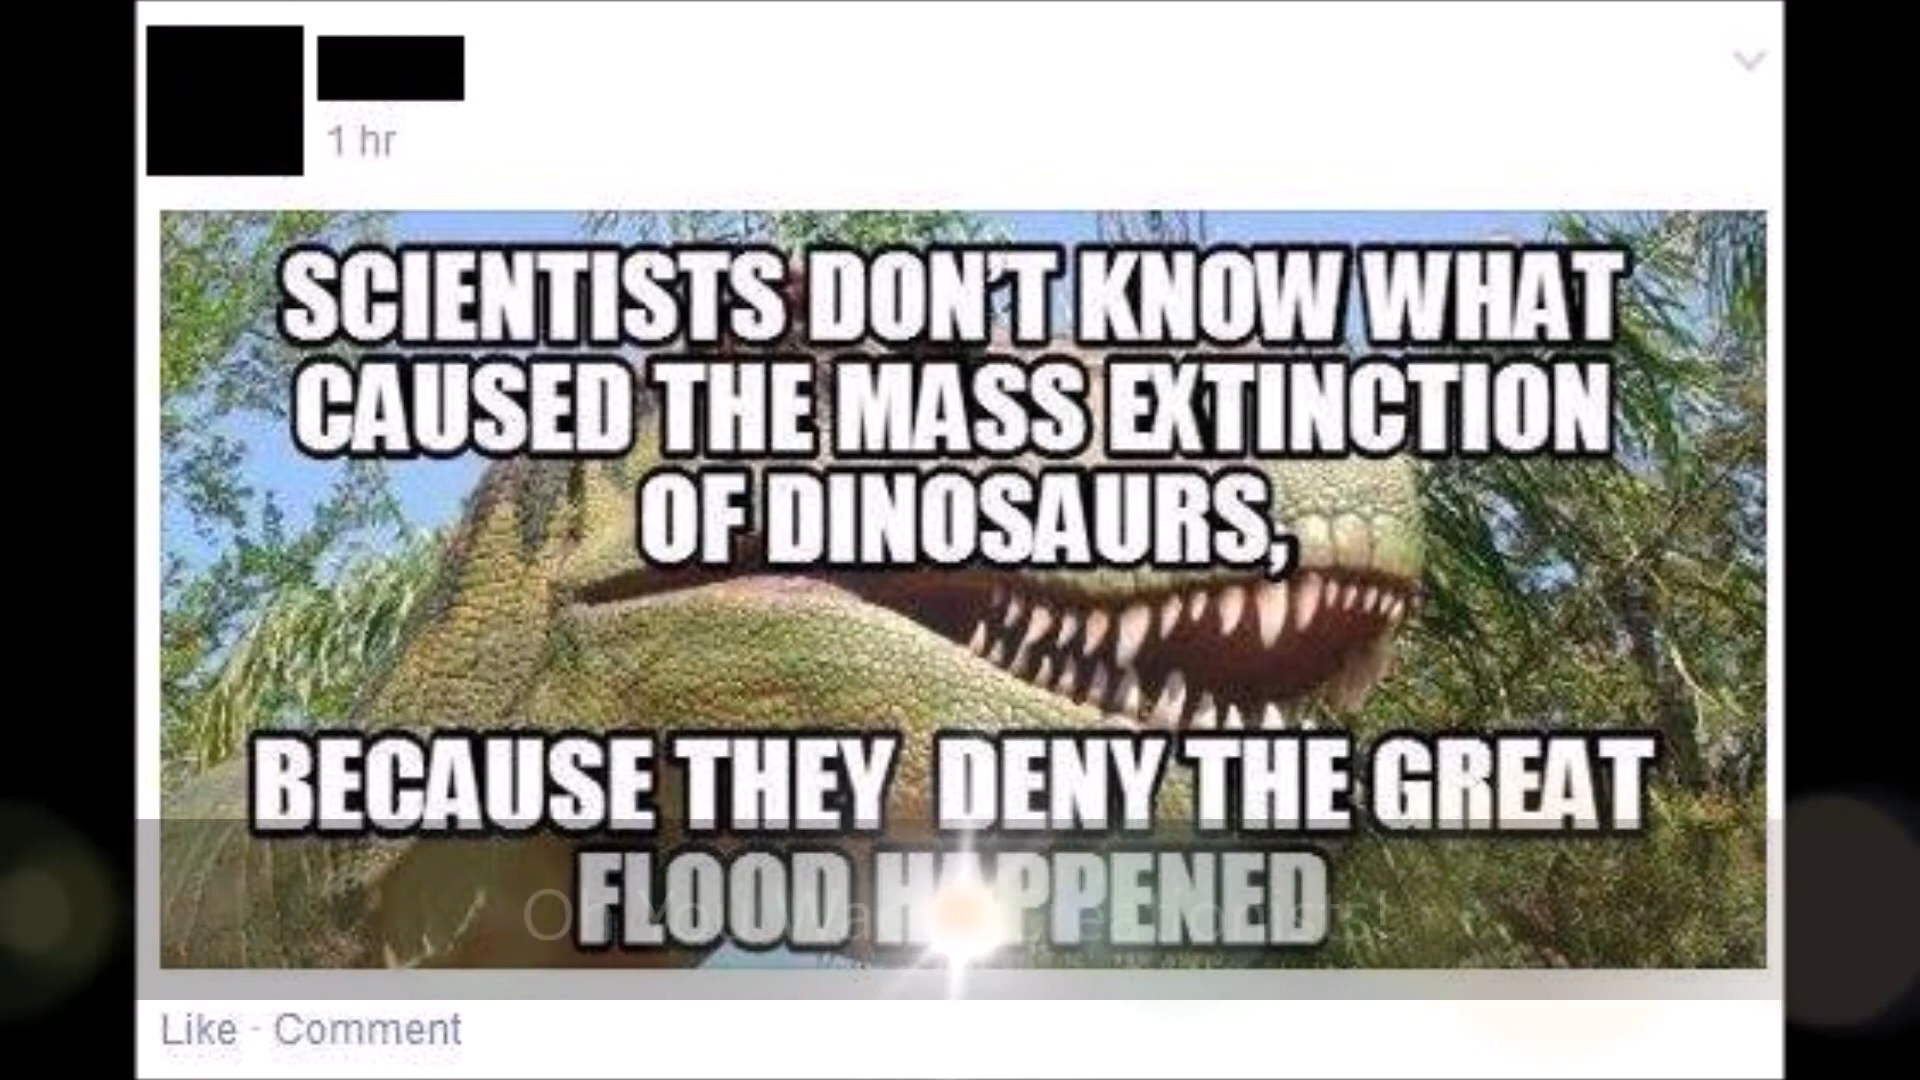 1 hr
SCIENTISTS DON'T KNOW WHAT
CAUSED THE MASS EXTINCTION
OF DINOSAURS,
BECAUSE THEY DENY THE GREAT
FLOOD HAPPENED
Like · Comment